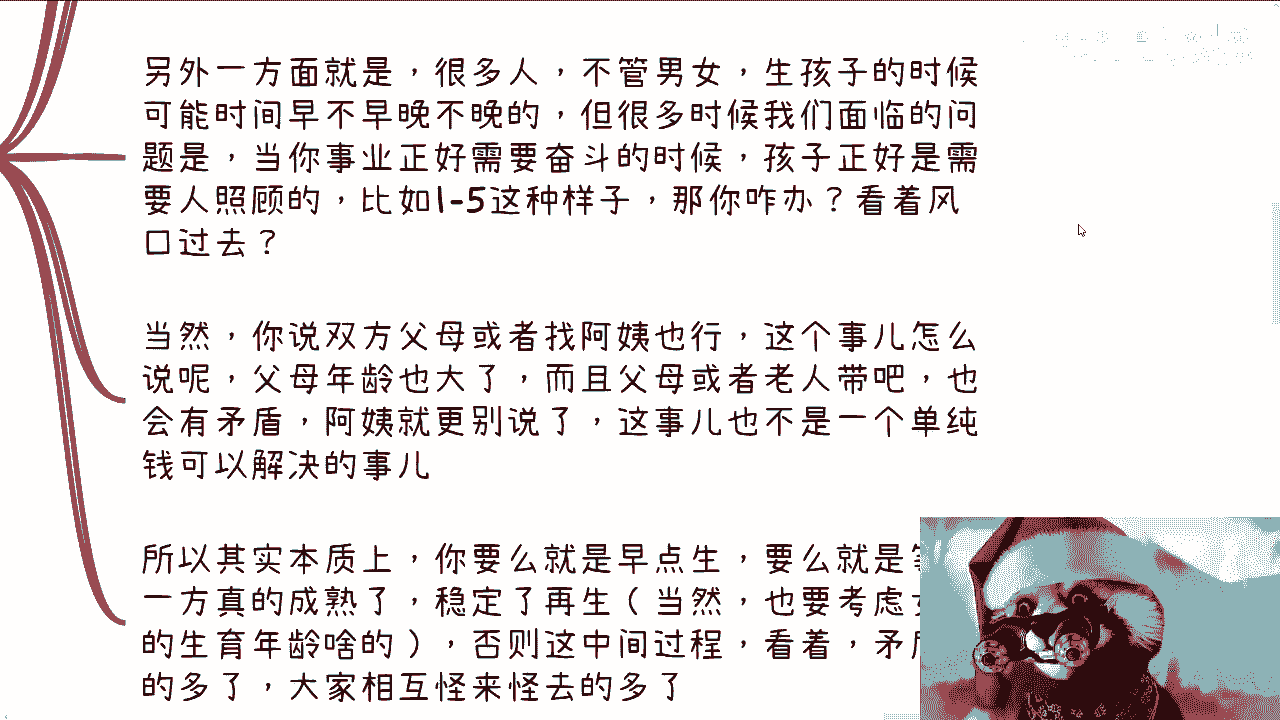 另外一方面就是，很多人，不管男女，生孩子的时候
可能时间早不早晚不晚的，但很多时候我们面临的问
题是，当你事业正好需要奋斗的时候，孩子正好是需
要人照顾的，比如1-5这种样子，那你咋办？看着风
口过去？
当然，你说双方父母或者找阿姨也行，这个事儿怎么
说呢，父母年龄也大了，而且父母或者老人带吧，也
会有矛盾，阿姨就更别说了，这事儿也不是一个单纯
钱可以解决的事儿
所以其实本质上，你要么就是早点生，要么就是
一方真的成熟了，稳定了再生（当然，也要考虑
的生育年龄啥的），否则这中间过程，看着，矛
的多了，大家相互怪来怪去的多了